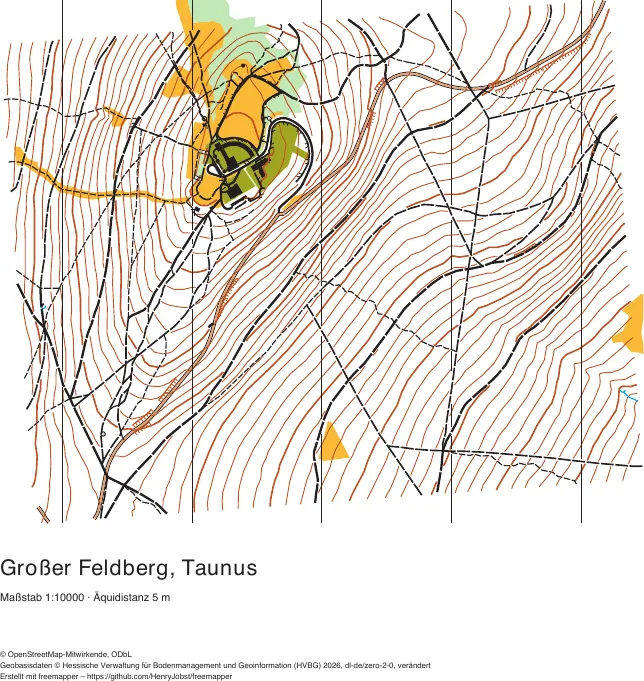 Großer Feldberg, Taunus
Maßstab 1:10000 · Äquidistanz 5 m
© OpenStreetMap-Mitwirkende, ODbL
Geobasisdaten © Hessische Verwaltung für Bodenmanagement und Geoinformation (HVBG) 2026, dl-de/zero-2-0, verändert
Erstellt mit freemapper – https://github.com/HenryJobst/freemapper